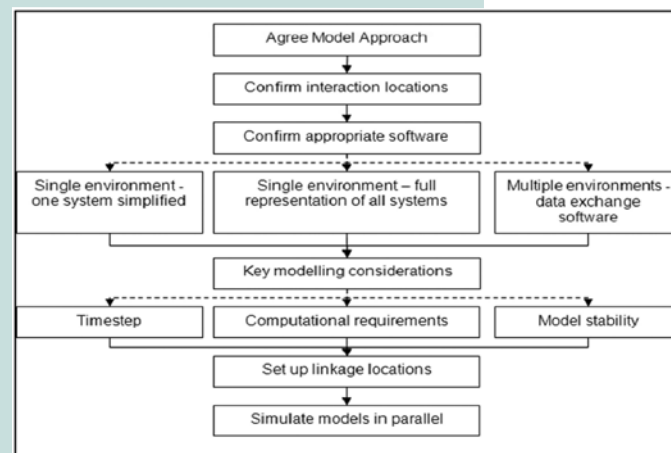 Agree Model Approach
Confirm interaction locations
Confirm appropriate software
Single environment -
one system simplified
Single environment – full
representation of all systems
Multiple environments -
data exchange
software
Key modelling considerations
Timestep
Computational requirements
Model stability
Set up linkage locations
Simulate models in parallel